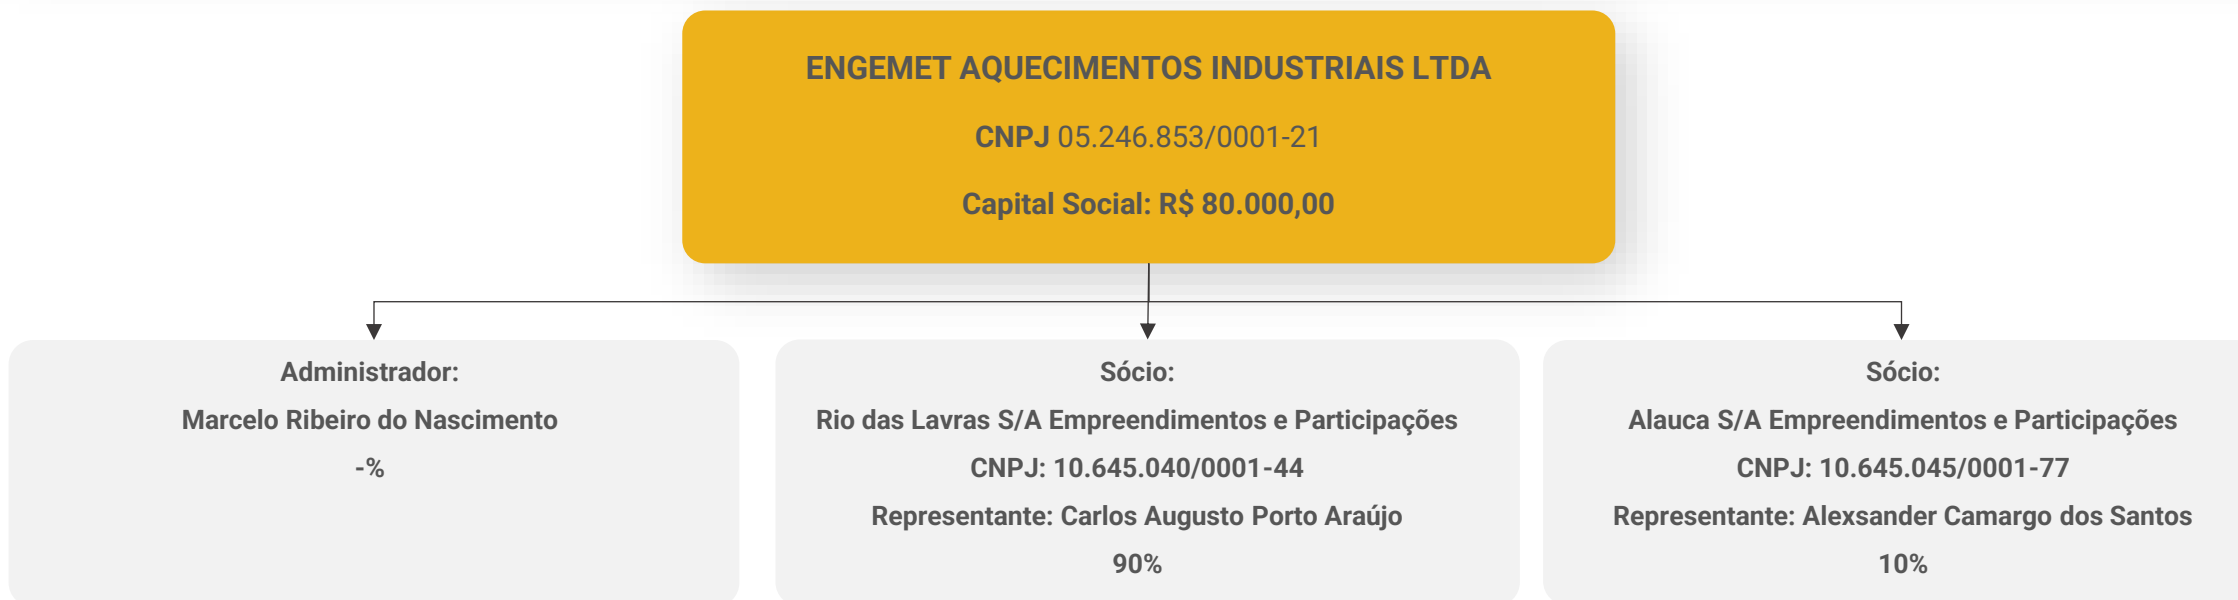 ENGEMET AQUECIMENTOS INDUSTRIAIS LTDA
CNPJ 05.246.853/0001-21
Capital Social: R$ 80.000,00
Administrador:
Marcelo Ribeiro do Nascimento
-%
Sócio:
Rio das Lavras S/A Empreendimentos e Participações
CNPJ: 10.645.040/0001-44
Representante: Carlos Augusto Porto Araújo
90%
Sócio:
Alauca S/A Empreendimentos e Participações
CNPJ: 10.645.045/0001-77
Representante: Alexsander Camargo dos Santos
10%